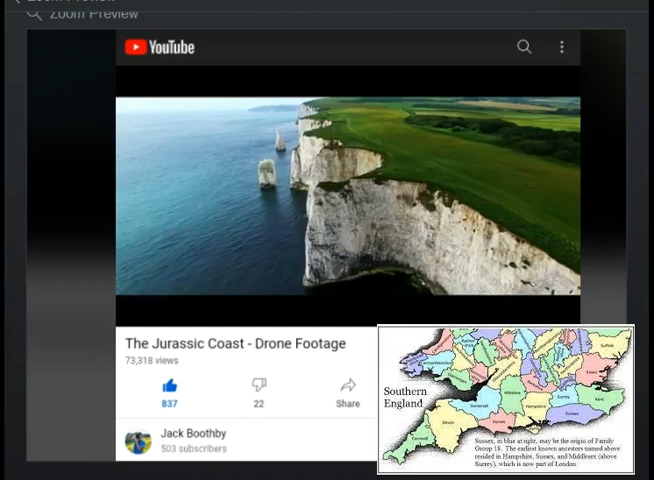 Zoom Preview
YouTube
The Jurassic Coast - Drone Footage
73,318 views
837
22
Share
Jack Boothby
503 subscribers
Southern
England
Suffolk
Essex
Wiltshire
Surrey
Kent
Somerset
Hampshire
Sussex
Devon
Dorset
Cornwall
Sussex, in blue at right, may be the origin of Family
Group 18. The earliest known ancestors named above
resided in Hampshire, Sussex, and Middlesex (above
Surrey), which is now part of London.